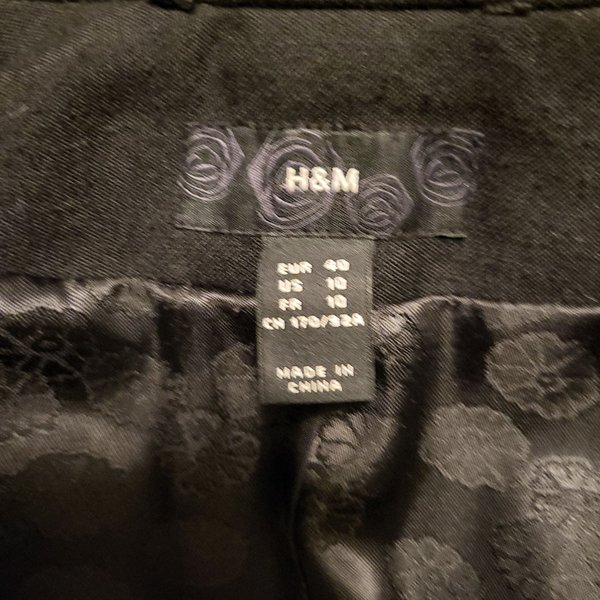 H&M
EUR 40
US 10
FR 10
CN 170/92A
MADE IN
CHINA